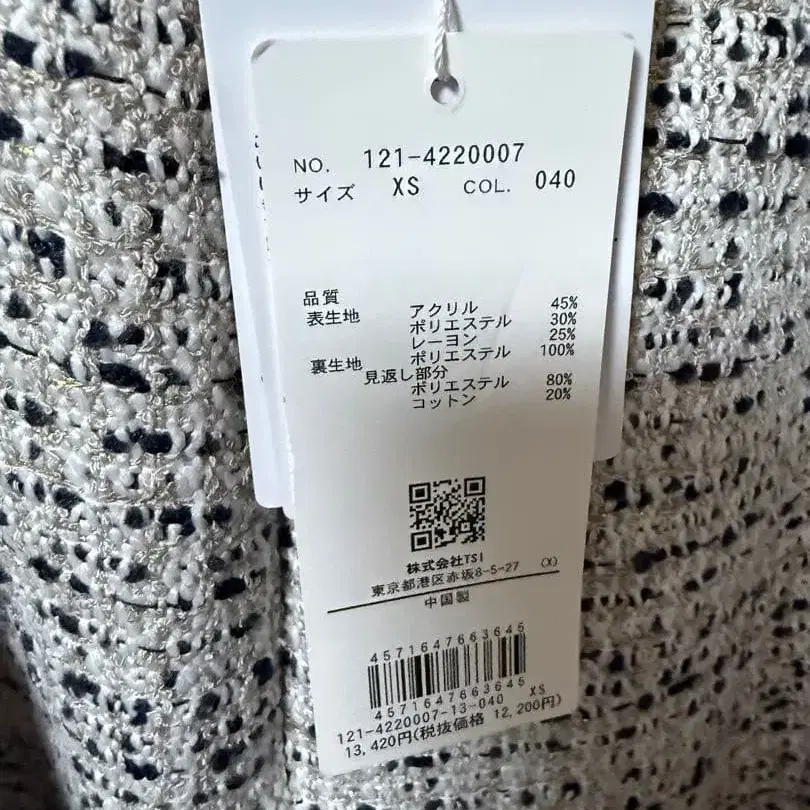 NO. 121-4220007
サイズ XS COL. 040
品質
表生地 アクリル 45%
ポリエステル 30%
レーヨン 25%
裏生地 ポリエステル 100%
見返し部分
ポリエステル 80%
コットン 20%
株式会社TSI
東京都港区赤坂8-5-27 (X)
中国製
4571647663645
4571647663645
121-4220007-13-040 XS
13,420円(税抜価格 12,200円)